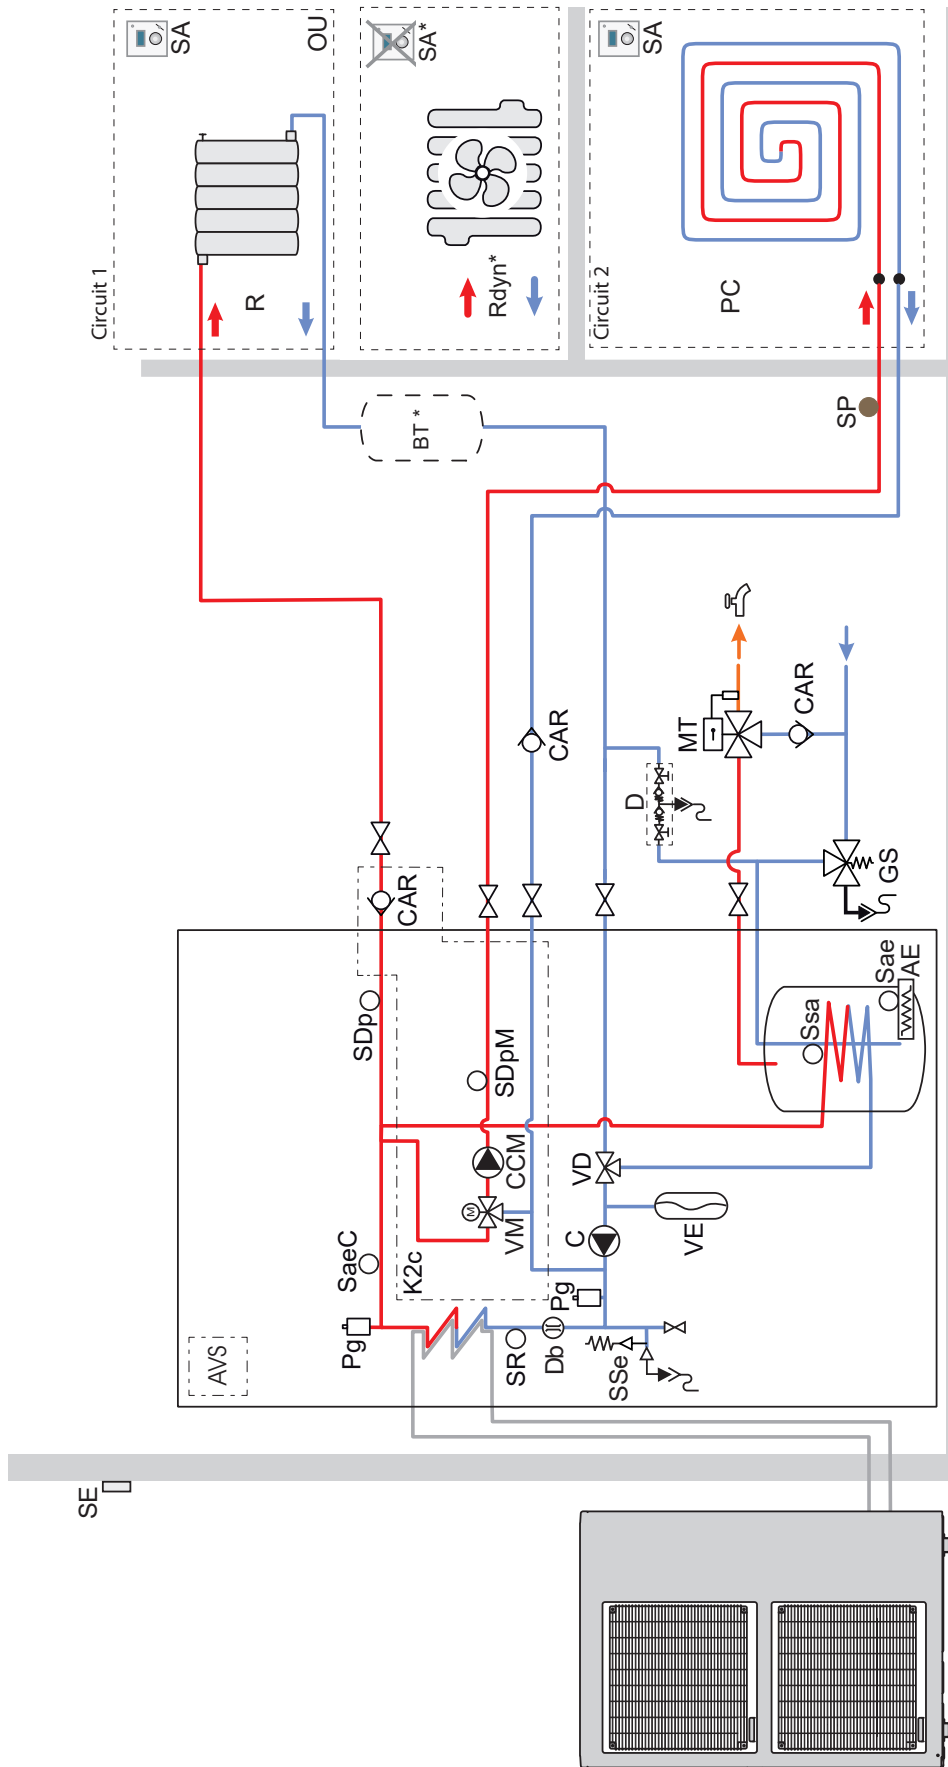 Circuit 1
SA
OU
R
SA*
Rdyn*
Circuit 2
SA
PC
BT *
SP
CAR
MT
CAR
D
GS
CAR
SDp
SDpM
Ssa
Sae
AE
CCM
VD
M
VM
C
VE
SaeC
K2c
Pg
Pg
SR
Db
SSe
AVS
SE